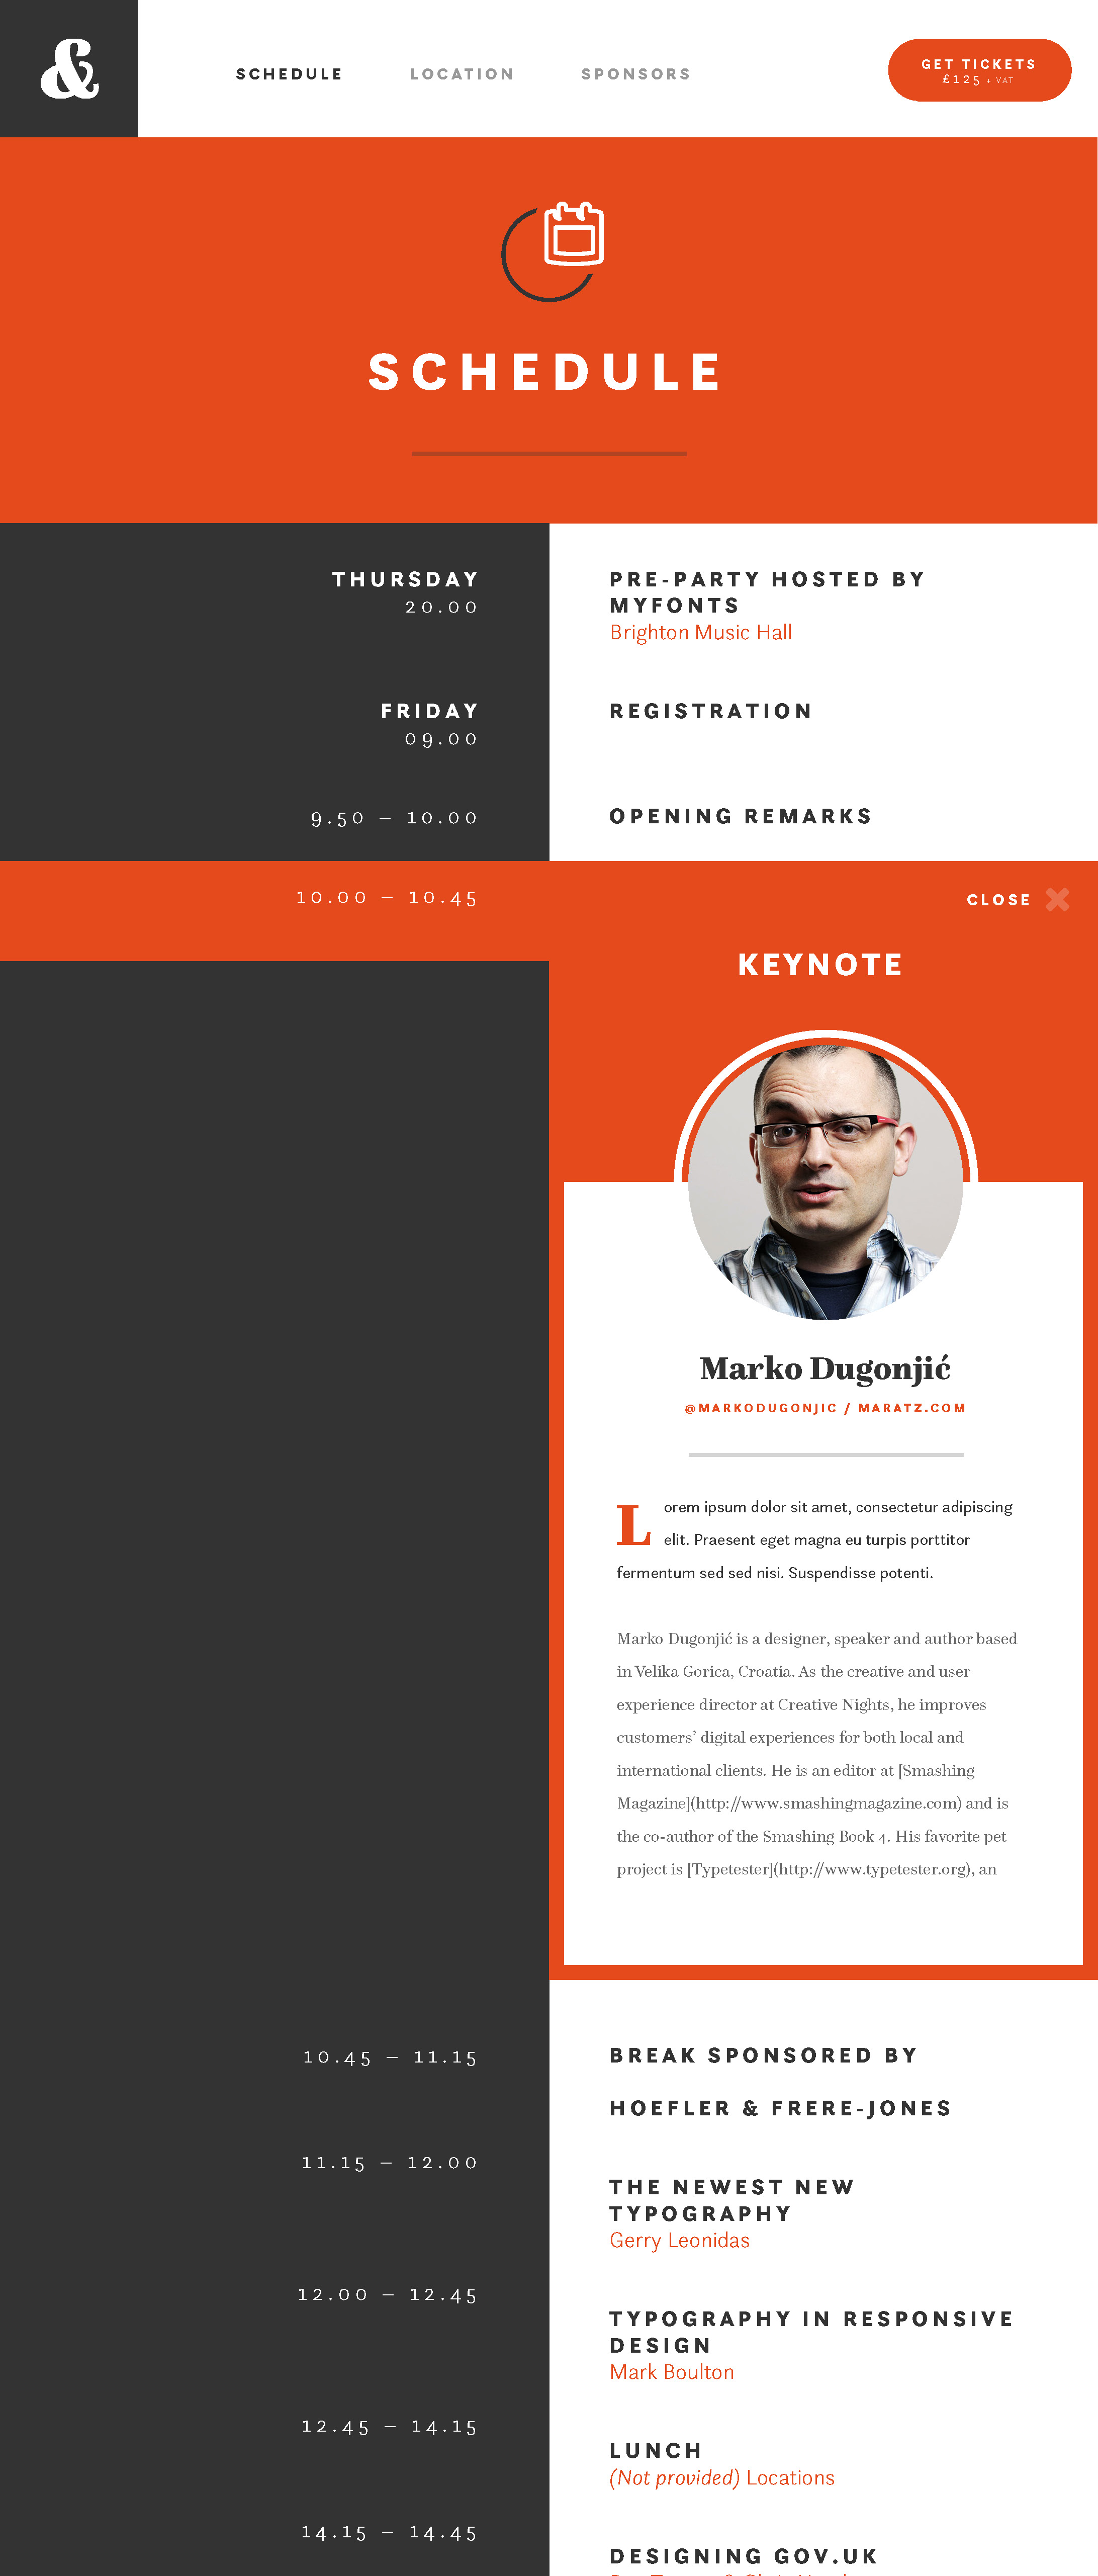 &
SCHEDULE
LOCATION
SPONSORS
GET TICKETS
£125 + VAT
SCHEDULE
THURSDAY
20.00
PRE-PARTY HOSTED BY
MYFONTS
Brighton Music Hall
FRIDAY
09.00
REGISTRATION
9.50 – 10.00
OPENING REMARKS
10.00 – 10.45
CLOSE
KEYNOTE
Marko Dugonjić
@MARKODUGONJIC / MARATZ.COM
Lorem ipsum dolor sit amet, consectetur adipiscing
elit. Praesent eget magna eu turpis porttitor
fermentum sed sed nisi. Suspendisse potenti.
Marko Dugonjić is a designer, speaker and author based
in Velika Gorica, Croatia. As the creative and user
experience director at Creative Nights, he improves
customers’ digital experiences for both local and
international clients. He is an editor at [Smashing
Magazine](http://www.smashingmagazine.com) and is
the co-author of the Smashing Book 4. His favorite pet
project is [Typetester](http://www.typetester.org), an
10.45 – 11.15
BREAK SPONSORED BY
HOEFLER & FRERE-JONES
11.15 – 12.00
THE NEWEST NEW
TYPOGRAPHY
Gerry Leonidas
12.00 – 12.45
TYPOGRAPHY IN RESPONSIVE
DESIGN
Mark Boulton
12.45 – 14.15
LUNCH
(Not provided) Locations
14.15 – 14.45
DESIGNING GOV.UK